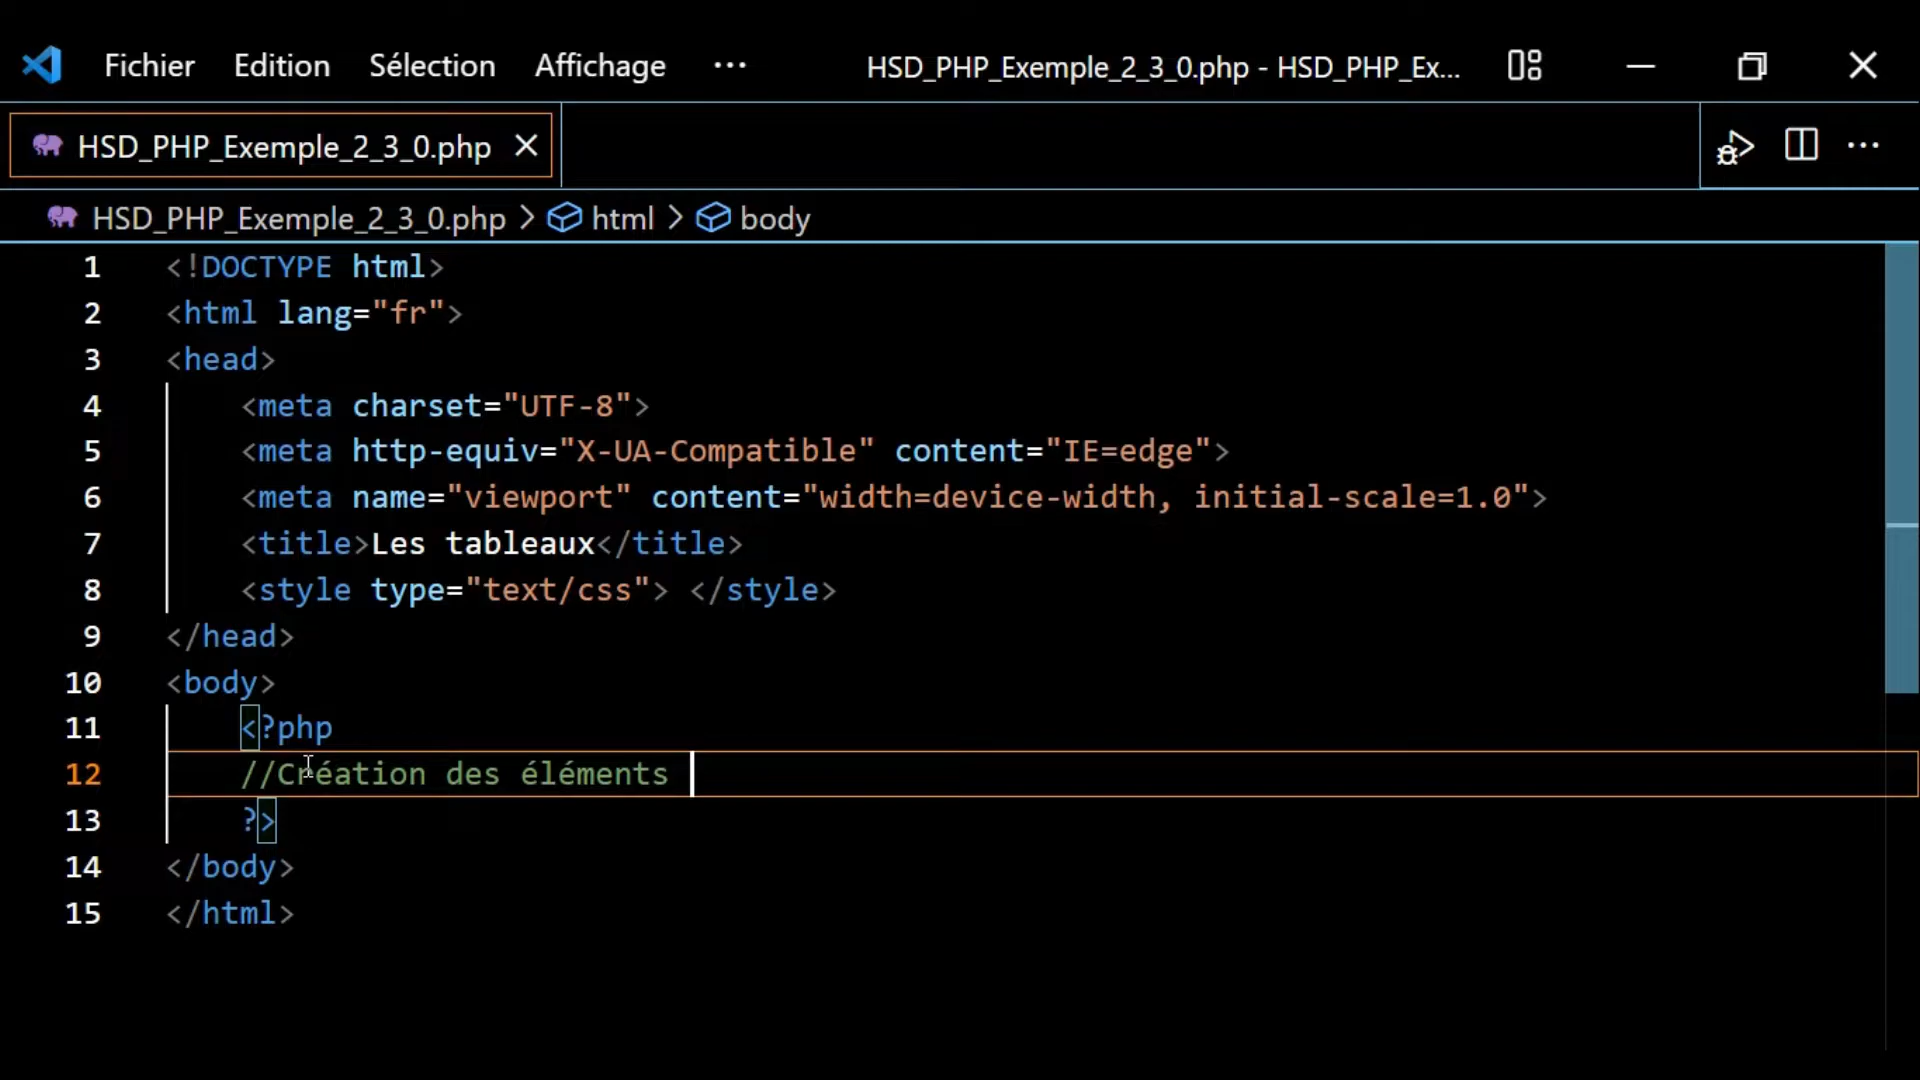 Fichier Edition Sélection Affichage ··· HSD_PHP_Exemple_2_3_0.php - HSD_PHP_Ex...
HSD_PHP_Exemple_2_3_0.php
HSD_PHP_Exemple_2_3_0.php > html > body
1 <!DOCTYPE html>
2 <html lang="fr">
3 <head>
4 <meta charset="UTF-8">
5 <meta http-equiv="X-UA-Compatible" content="IE=edge">
6 <meta name="viewport" content="width=device-width, initial-scale=1.0">
7 <title>Les tableaux</title>
8 <style type="text/css"> </style>
9 </head>
10 <body>
11 <?php
12 //Création des éléments
13 ?>
14 </body>
15 </html>